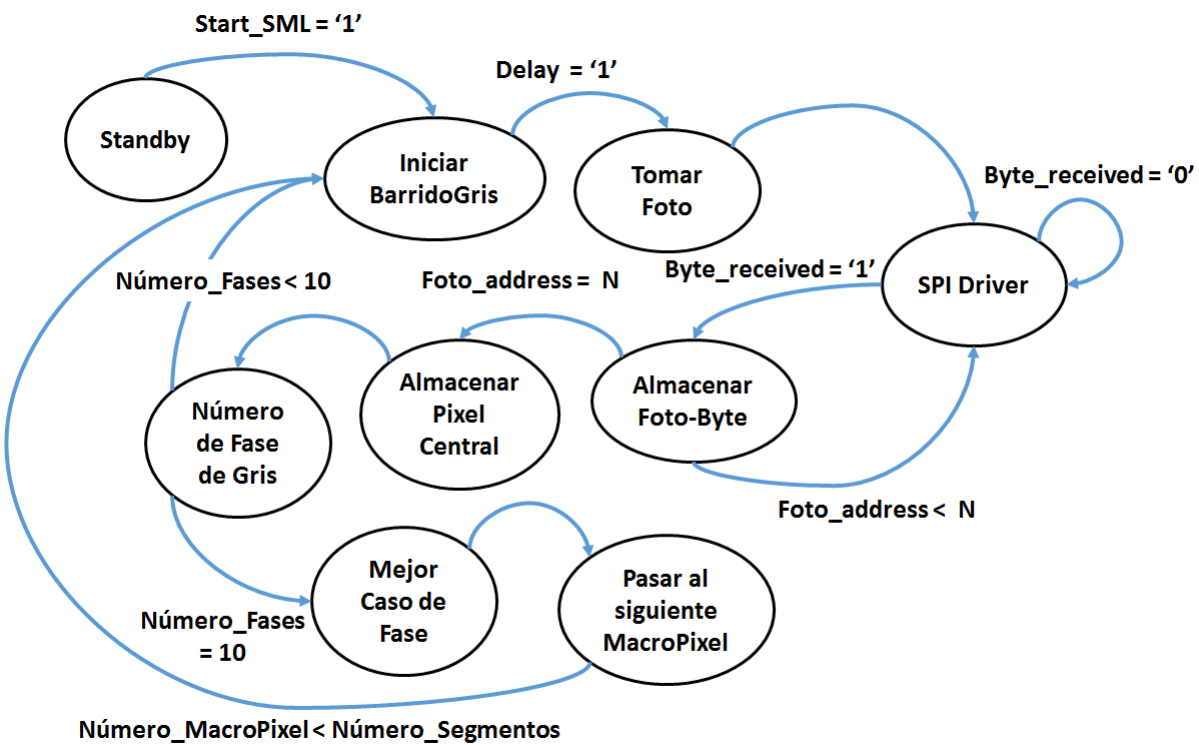 Start_SML = ‘1’
Delay = ‘1’
Standby
Iniciar
BarridoGris
Tomar
Foto
Byte_received = ‘0’
Número_Fases < 10
Foto_address = N
Byte_received = ‘1’
SPI Driver
Número
de Fase
de Gris
Almacenar
Pixel
Central
Almacenar
Foto-Byte
Foto_address < N
Mejor
Caso de
Fase
Pasar al
siguiente
MacroPixel
Número_Fases
= 10
Número_MacroPixel < Número_Segmentos